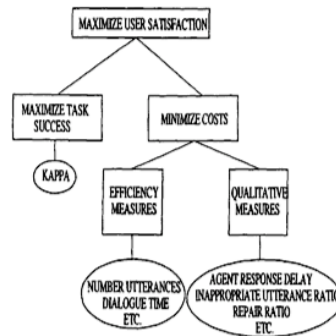 MAXIMIZE USER SATISFACTION
MAXIMIZE TASK
SUCCESS
MINIMIZE COSTS
KAPPA
EFFICIENCY
MEASURES
QUALITATIVE
MEASURES
NUMBER UTTERANCES
DIALOGUE TIME
ETC.
AGENT RESPONSE DELAY
INAPPROPRIATE UTTERANCE RATIO
REPAIR RATIO
ETC.